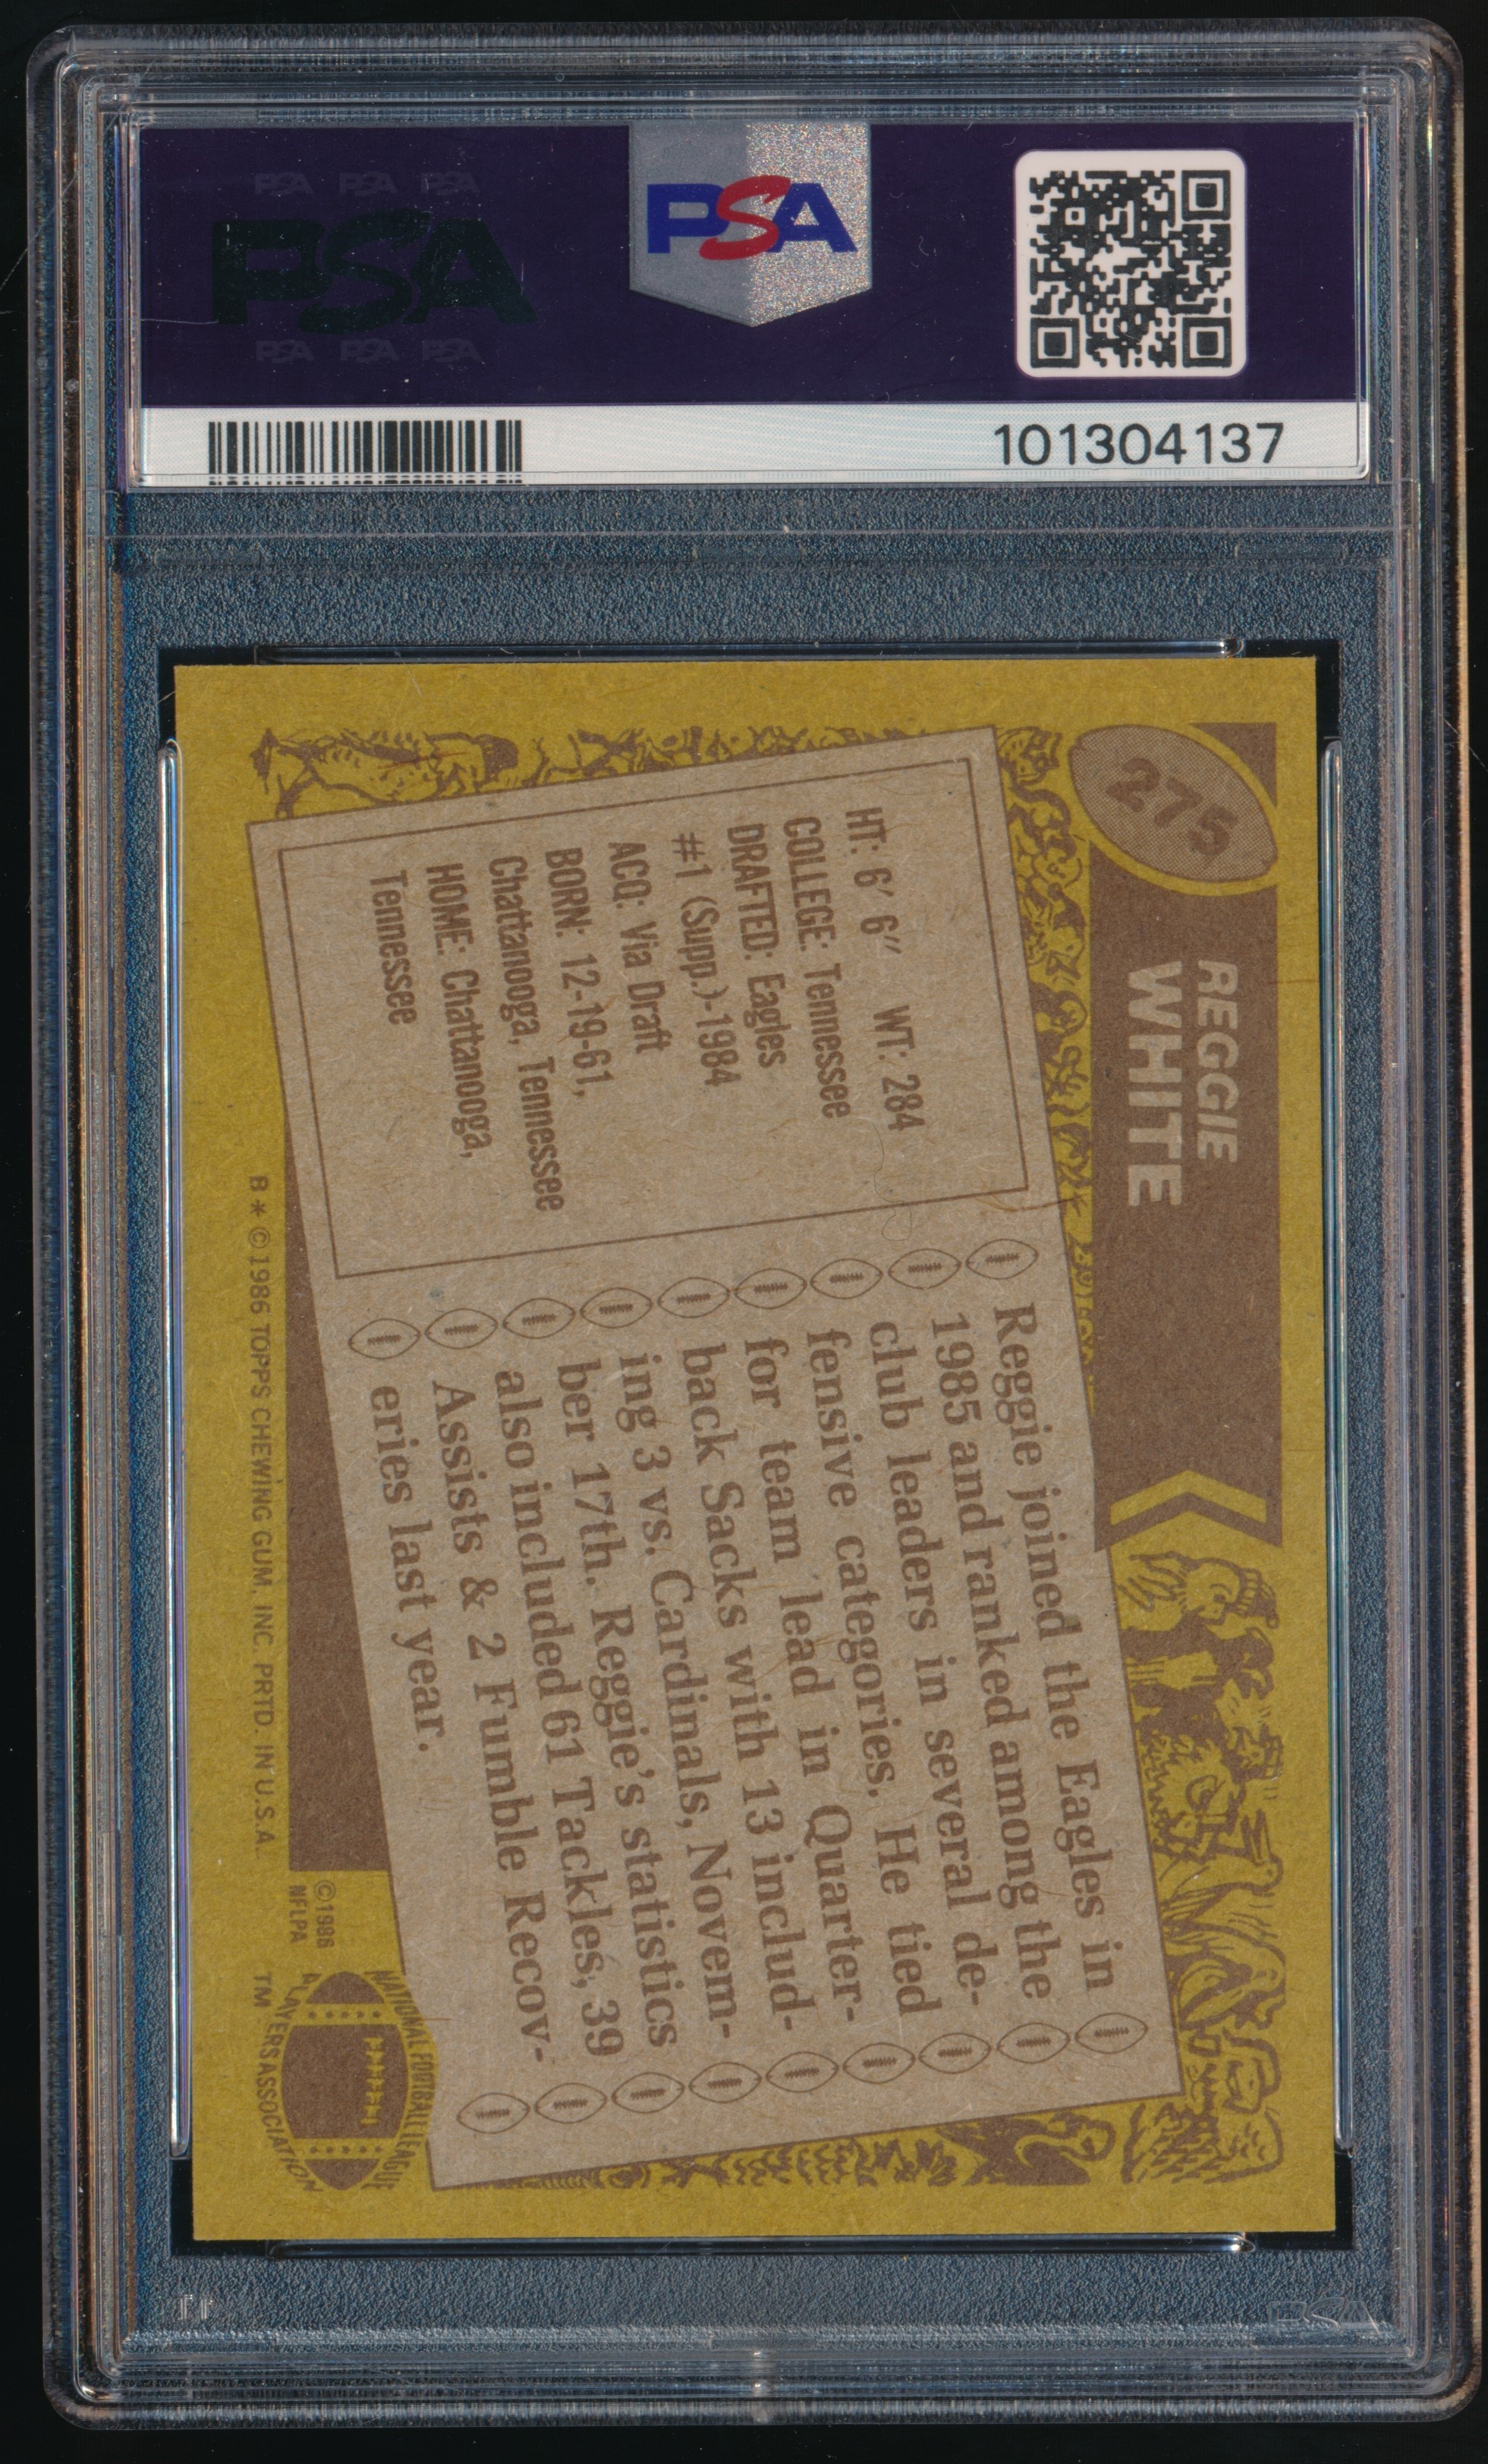 PSA PSA PSA
PSA
PSA PSA PSA
PSA
101304137
275
REGGIE
WHITE
HT: 6' 6" WT: 284
COLLEGE: Tennessee
DRAFTED: Eagles
#1 (Supp.)-1984
ACQ: Via Draft
BORN: 12-19-61,
Chattanooga, Tennessee
HOME: Chattanooga,
Tennessee
Reggie joined the Eagles in
1985 and ranked among the
club leaders in several de-
fensive categories. He tied
for team lead in Quarter-
back Sacks with 13 includ-
ing 3 vs. Cardinals, Novem-
ber 17th. Reggie's statistics
also included 61 Tackles, 39
Assists & 2 Fumble Recov-
eries last year.
B * ©1986 TOPPS CHEWING GUM, INC. PRTD. IN U.S.A.
©1986
NFLPA
NATIONAL FOOTBALL LEAGUE
PLAYERS ASSOCIATION
TM
PSA